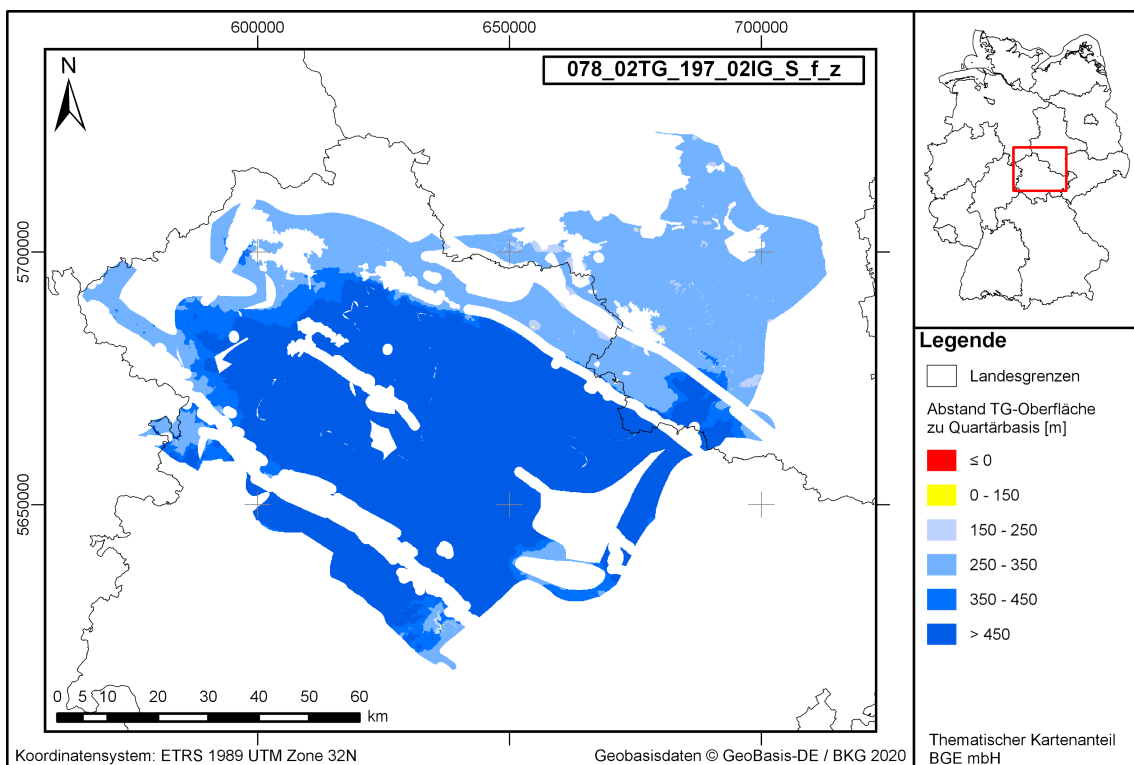 600000
650000
700000
078_02TG_197_02IG_S_f_z
N
5700000
5650000
0 5 10 20 30 40 50 60
km
Koordinatensystem: ETRS 1989 UTM Zone 32N
Geobasisdaten © GeoBasis-DE / BKG 2020
Legende
Landesgrenzen
Abstand TG-Oberfläche
zu Quartärbasis [m]
≤ 0
0 - 150
150 - 250
250 - 350
350 - 450
> 450
Thematischer Kartenanteil
BGE mbH